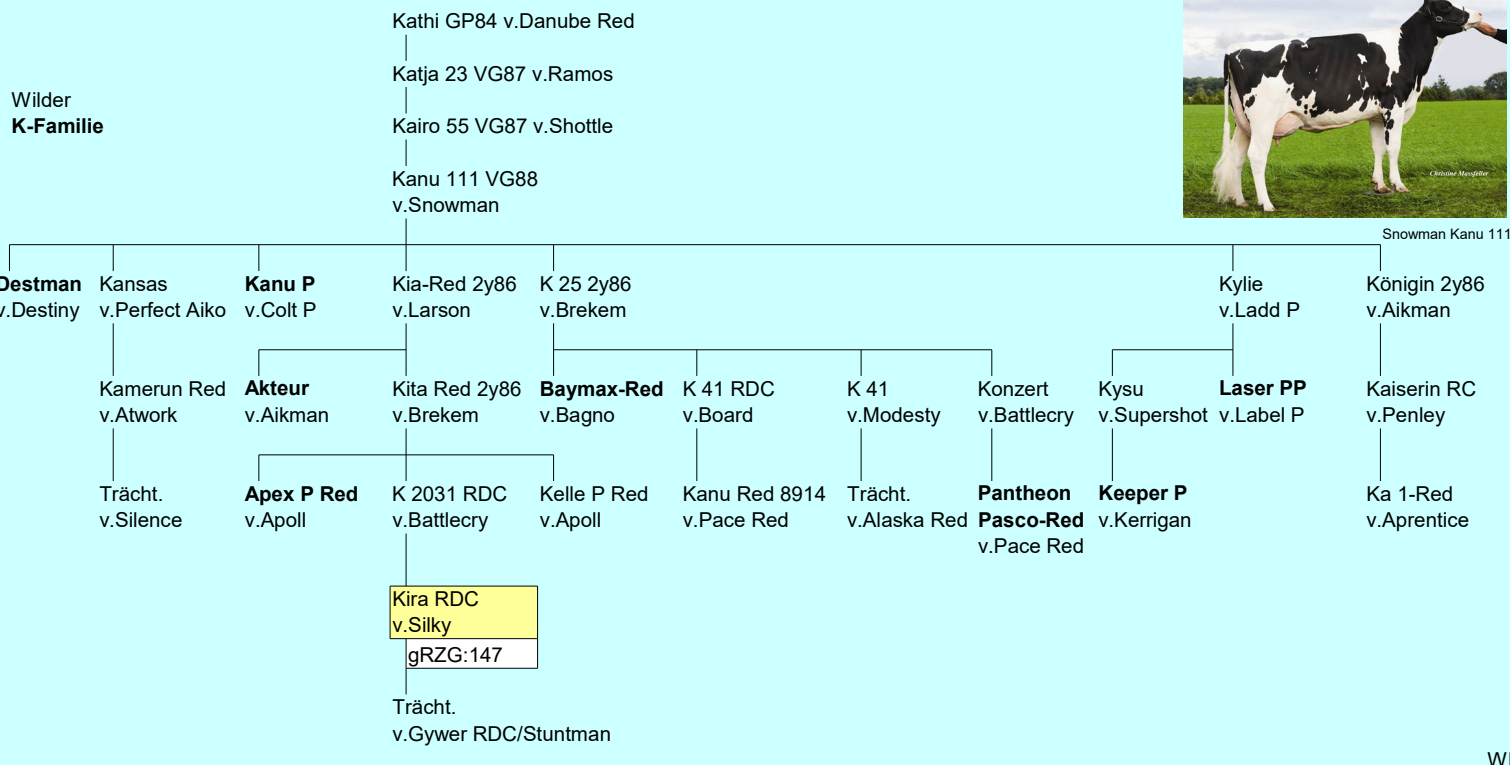 Kathi GP84 v.Danube Red
Katja 23 VG87 v.Ramos
Wilder
K-Familie
Kairo 55 VG87 v.Shottle
Kanu 111 VG88
v.Snowman
Christine Massfeller
Snowman Kanu 111
Destman
v.Destiny
Kansas
v.Perfect Aiko
Kanu P
v.Colt P
Kia-Red 2y86
v.Larson
K 25 2y86
v.Brekem
Kylie
v.Ladd P
Königin 2y86
v.Aikman
Kamerun Red
v.Atwork
Akteur
v.Aikman
Kita Red 2y86
v.Brekem
Baymax-Red
v.Bagno
K 41 RDC
v.Board
K 41
v.Modesty
Konzert
v.Battlecry
Kysu
v.Supershot
Laser PP
v.Label P
Kaiserin RC
v.Penley
Trächt.
v.Silence
Apex P Red
v.Apoll
K 2031 RDC
v.Battlecry
Kelle P Red
v.Apoll
Kanu Red 8914
v.Pace Red
Trächt.
v.Alaska Red
Pantheon
Pasco-Red
v.Pace Red
Keeper P
v.Kerrigan
Ka 1-Red
v.Aprentice
Kira RDC
v.Silky
gRZG:147
Trächt.
v.Gywer RDC/Stuntman